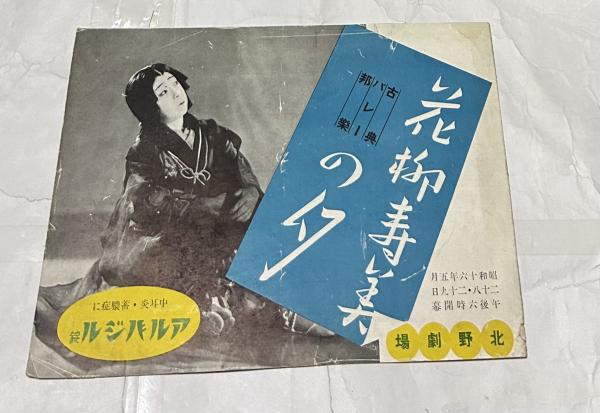 花柳寿美
の夕
古典
バレー
邦楽
昭和十六年五月
二十八・二十九日
午後六時開幕
北野劇場
中耳炎・蓄膿症に
アルバジル錠